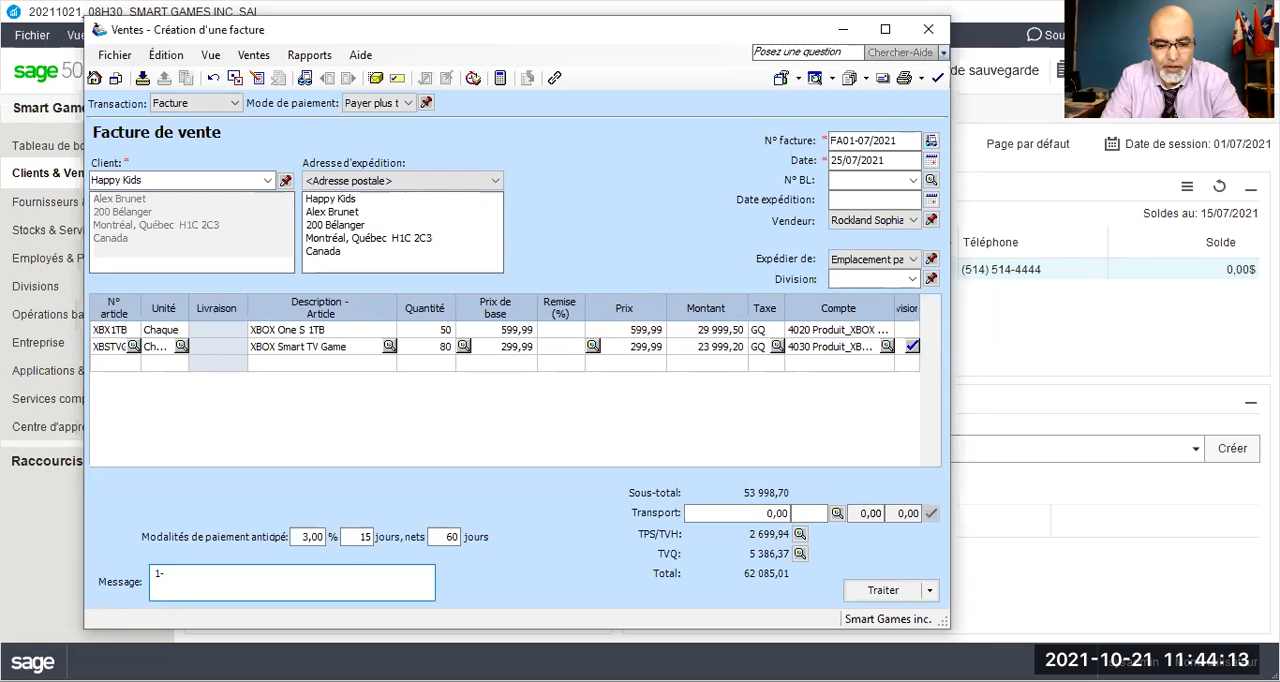 20211021_08H30_SMART GAMES INC. SAI
Fichier
sage 50
Smart Game
Tableau de bo
Clients & Ven
Fournisseurs &
Stocks & Serv
Employés & P
Divisions
Opérations ba
Entreprise
Applications &
Services comp
Centre d'appr
Raccourcis
Ventes - Création d'une facture
Fichier Édition Vue Ventes Rapports Aide
Posez une question Chercher-Aide
Transaction: Facture Mode de paiement: Payer plus t
Facture de vente
Client: *
Happy Kids
Alex Brunet
200 Bélanger
Montréal, Québec H1C 2C3
Canada
Adresse d'expédition:
<Adresse postale>
Happy Kids
Alex Brunet
200 Bélanger
Montréal, Québec H1C 2C3
Canada
N° facture: * FA01-07/2021
Date: * 25/07/2021
N° BL:
Date expédition:
Vendeur: Rockland Sophia
Expédier de: Emplacement pa
Division:
N° article Unité Livraison Description - Article Quantité Prix de base Remise (%) Prix Montant Taxe Compte vision
XBX1TB Chaque XBOX One S 1TB 50 599,99 599,99 29 999,50 GQ 4020 Produit_XBOX ...
XBSTVG Ch... XBOX Smart TV Game 80 299,99 299,99 23 999,20 GQ 4030 Produit_XB...
Sous-total: 53 998,70
Transport: 0,00 0,00 0,00
TPS/TVH: 2 699,94
TVQ: 5 386,37
Total: 62 085,01
Modalités de paiement anticipé: 3,00 % 15 jours, nets 60 jours
Message: 1-
Traiter
Smart Games inc.
Sou
de sauvegarde
Page par défaut
Date de session: 01/07/2021
Soldes au: 15/07/2021
Téléphone Solde
(514) 514-4444 0,00$
Créer
sage
2021-10-21 11:44:13